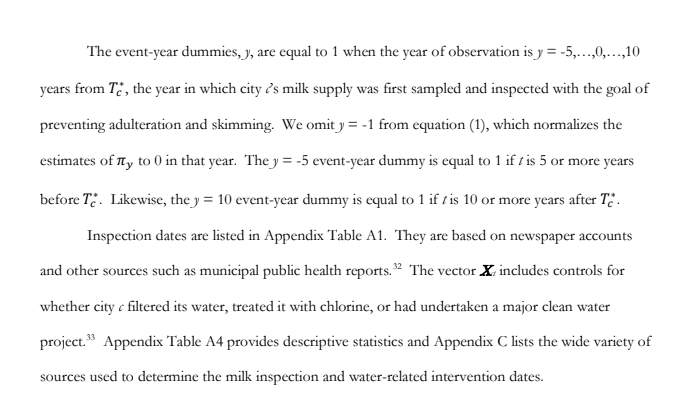 The event-year dummies, y, are equal to 1 when the year of observation is y = -5,…,0,…,10
years from T*c, the year in which city c's milk supply was first sampled and inspected with the goal of
preventing adulteration and skimming. We omit y = -1 from equation (1), which normalizes the
estimates of πy to 0 in that year. The y = -5 event-year dummy is equal to 1 if t is 5 or more years
before T*c. Likewise, the y = 10 event-year dummy is equal to 1 if t is 10 or more years after T*c.
Inspection dates are listed in Appendix Table A1. They are based on newspaper accounts
and other sources such as municipal public health reports.32 The vector X includes controls for
whether city c filtered its water, treated it with chlorine, or had undertaken a major clean water
project.33 Appendix Table A4 provides descriptive statistics and Appendix C lists the wide variety of
sources used to determine the milk inspection and water-related intervention dates.